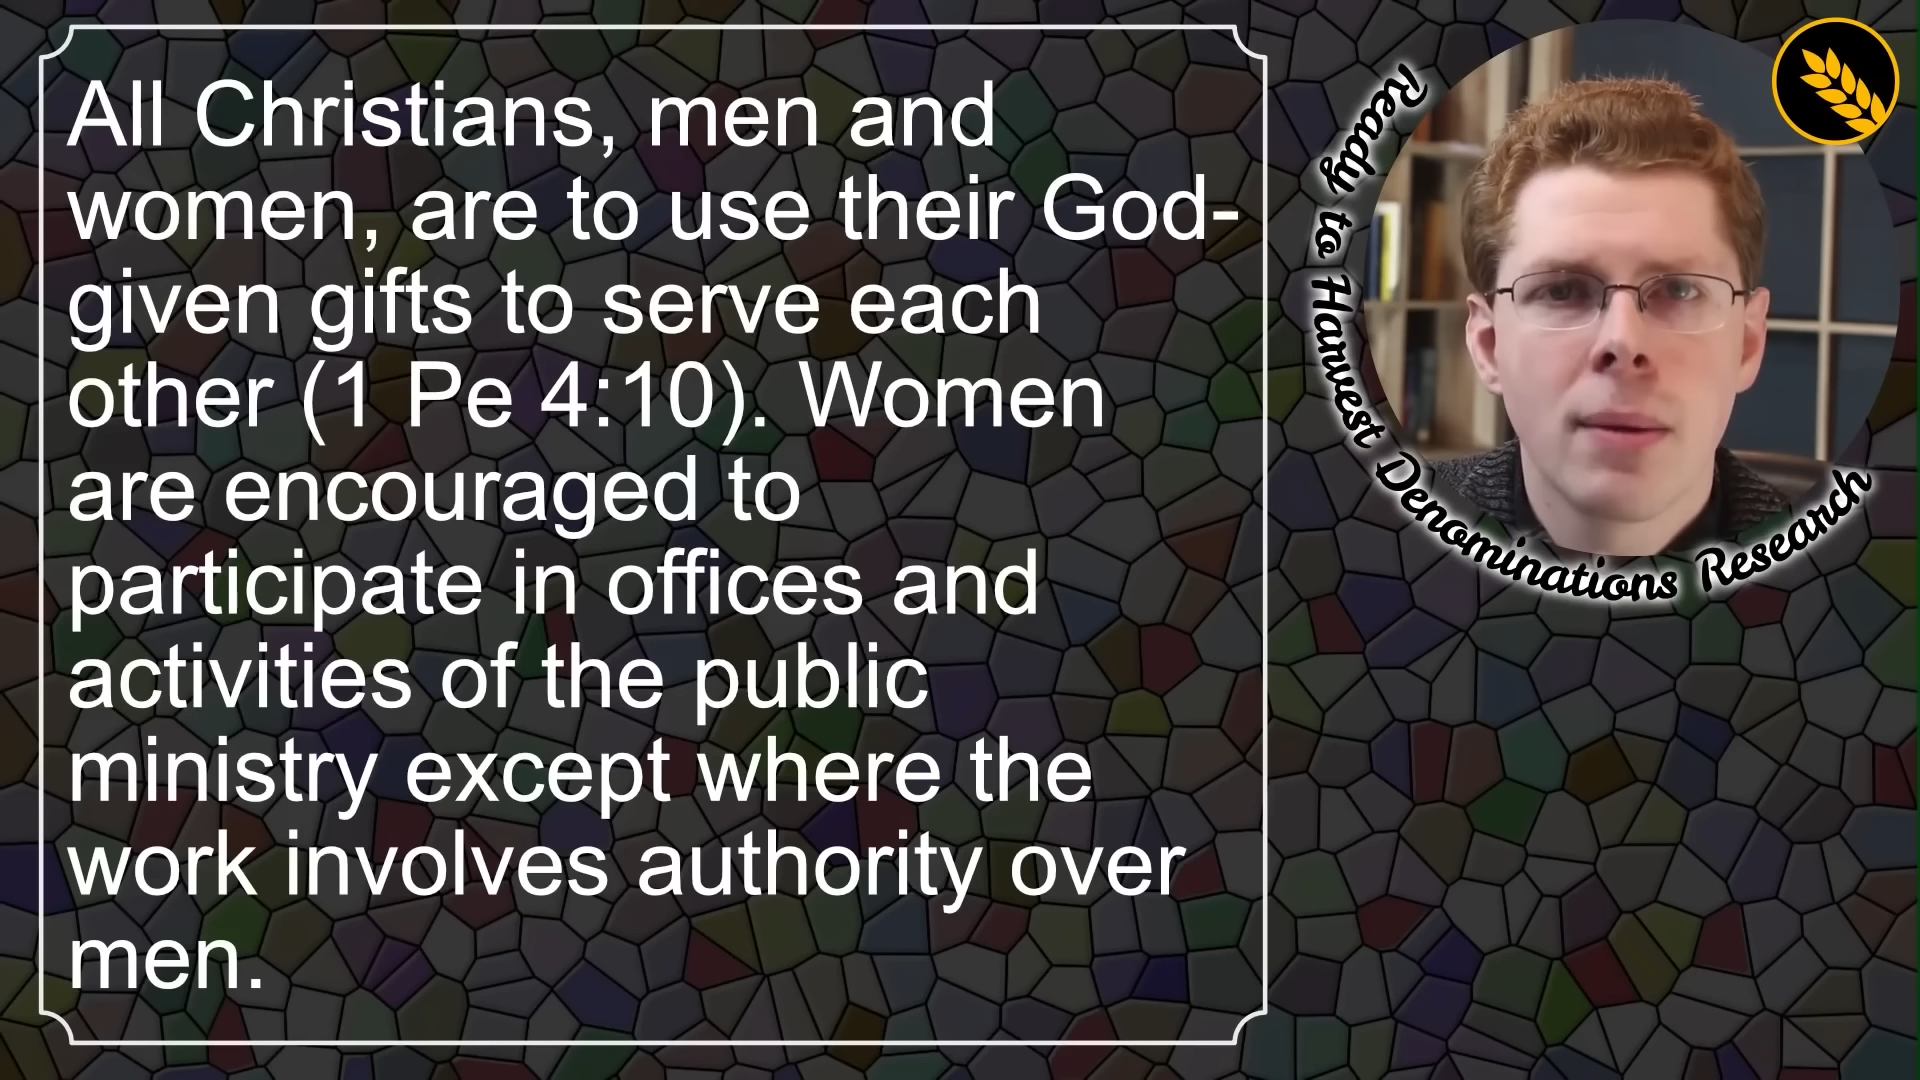 All Christians, men and
women, are to use their God-
given gifts to serve each
other (1 Pe 4:10). Women
are encouraged to
participate in offices and
activities of the public
ministry except where the
work involves authority over
men.
Ready to Harvest Denominations Research